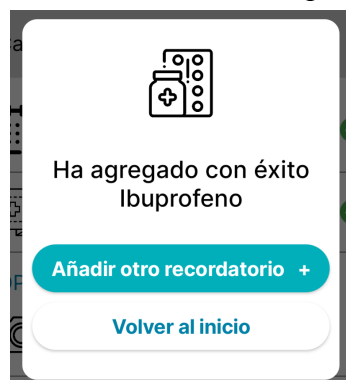 Ha agregado con éxito
Ibuprofeno
Añadir otro recordatorio +
Volver al inicio